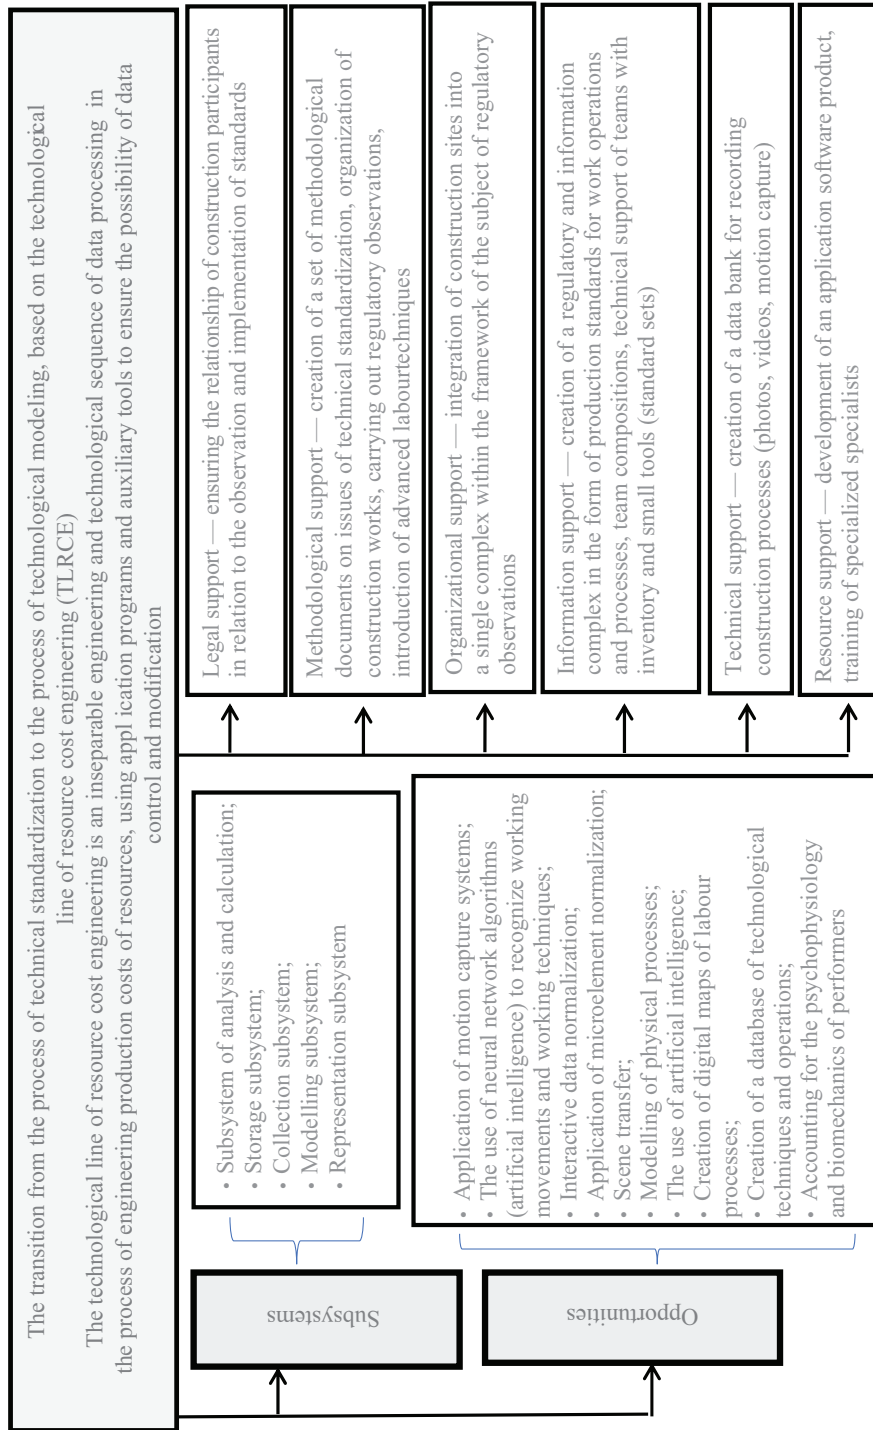 The transition from the process of technical standardization to the process of technological modeling, based on the technological
line of resource cost engineering (TLRCE)
The technological line of resource cost engineering is an inseparable engineering and technological sequence of data processing in
the process of engineering production costs of resources, using appl ication programs and auxiliary tools to ensure the possibility of data
control and modification
Subsystems
• Subsystem of analysis and calculation;
• Storage subsystem;
• Collection subsystem;
• Modelling subsystem;
• Representation subsystem
Opportunities
• Application of motion capture systems;
• The use of neural network algorithms
(artificial intelligence) to recognize working
movements and working techniques;
• Interactive data normalization;
• Application of microelement normalization;
• Scene transfer;
• Modelling of physical processes;
• The use of artificial intelligence;
• Creation of digital maps of labour
processes;
• Creation of a database of technological
techniques and operations;
• Accounting for the psychophysiology
and biomechanics of performers
Legal support — ensuring the relationship of construction participants
in relation to the observation and implementation of standards
Methodological support — creation of a set of methodological
documents on issues of technical standardization, organization of
construction works, carrying out regulatory observations,
introduction of advanced labourtechniques
Organizational support — integration of construction sites into
a single complex within the framework of the subject of regulatory
observations
Information support — creation of a regulatory and information
complex in the form of production standards for work operations
and processes, team compositions, technical support of teams with
inventory and small tools (standard sets)
Technical support — creation of a data bank for recording
construction processes (photos, videos, motion capture)
Resource support — development of an application software product,
training of specialized specialists